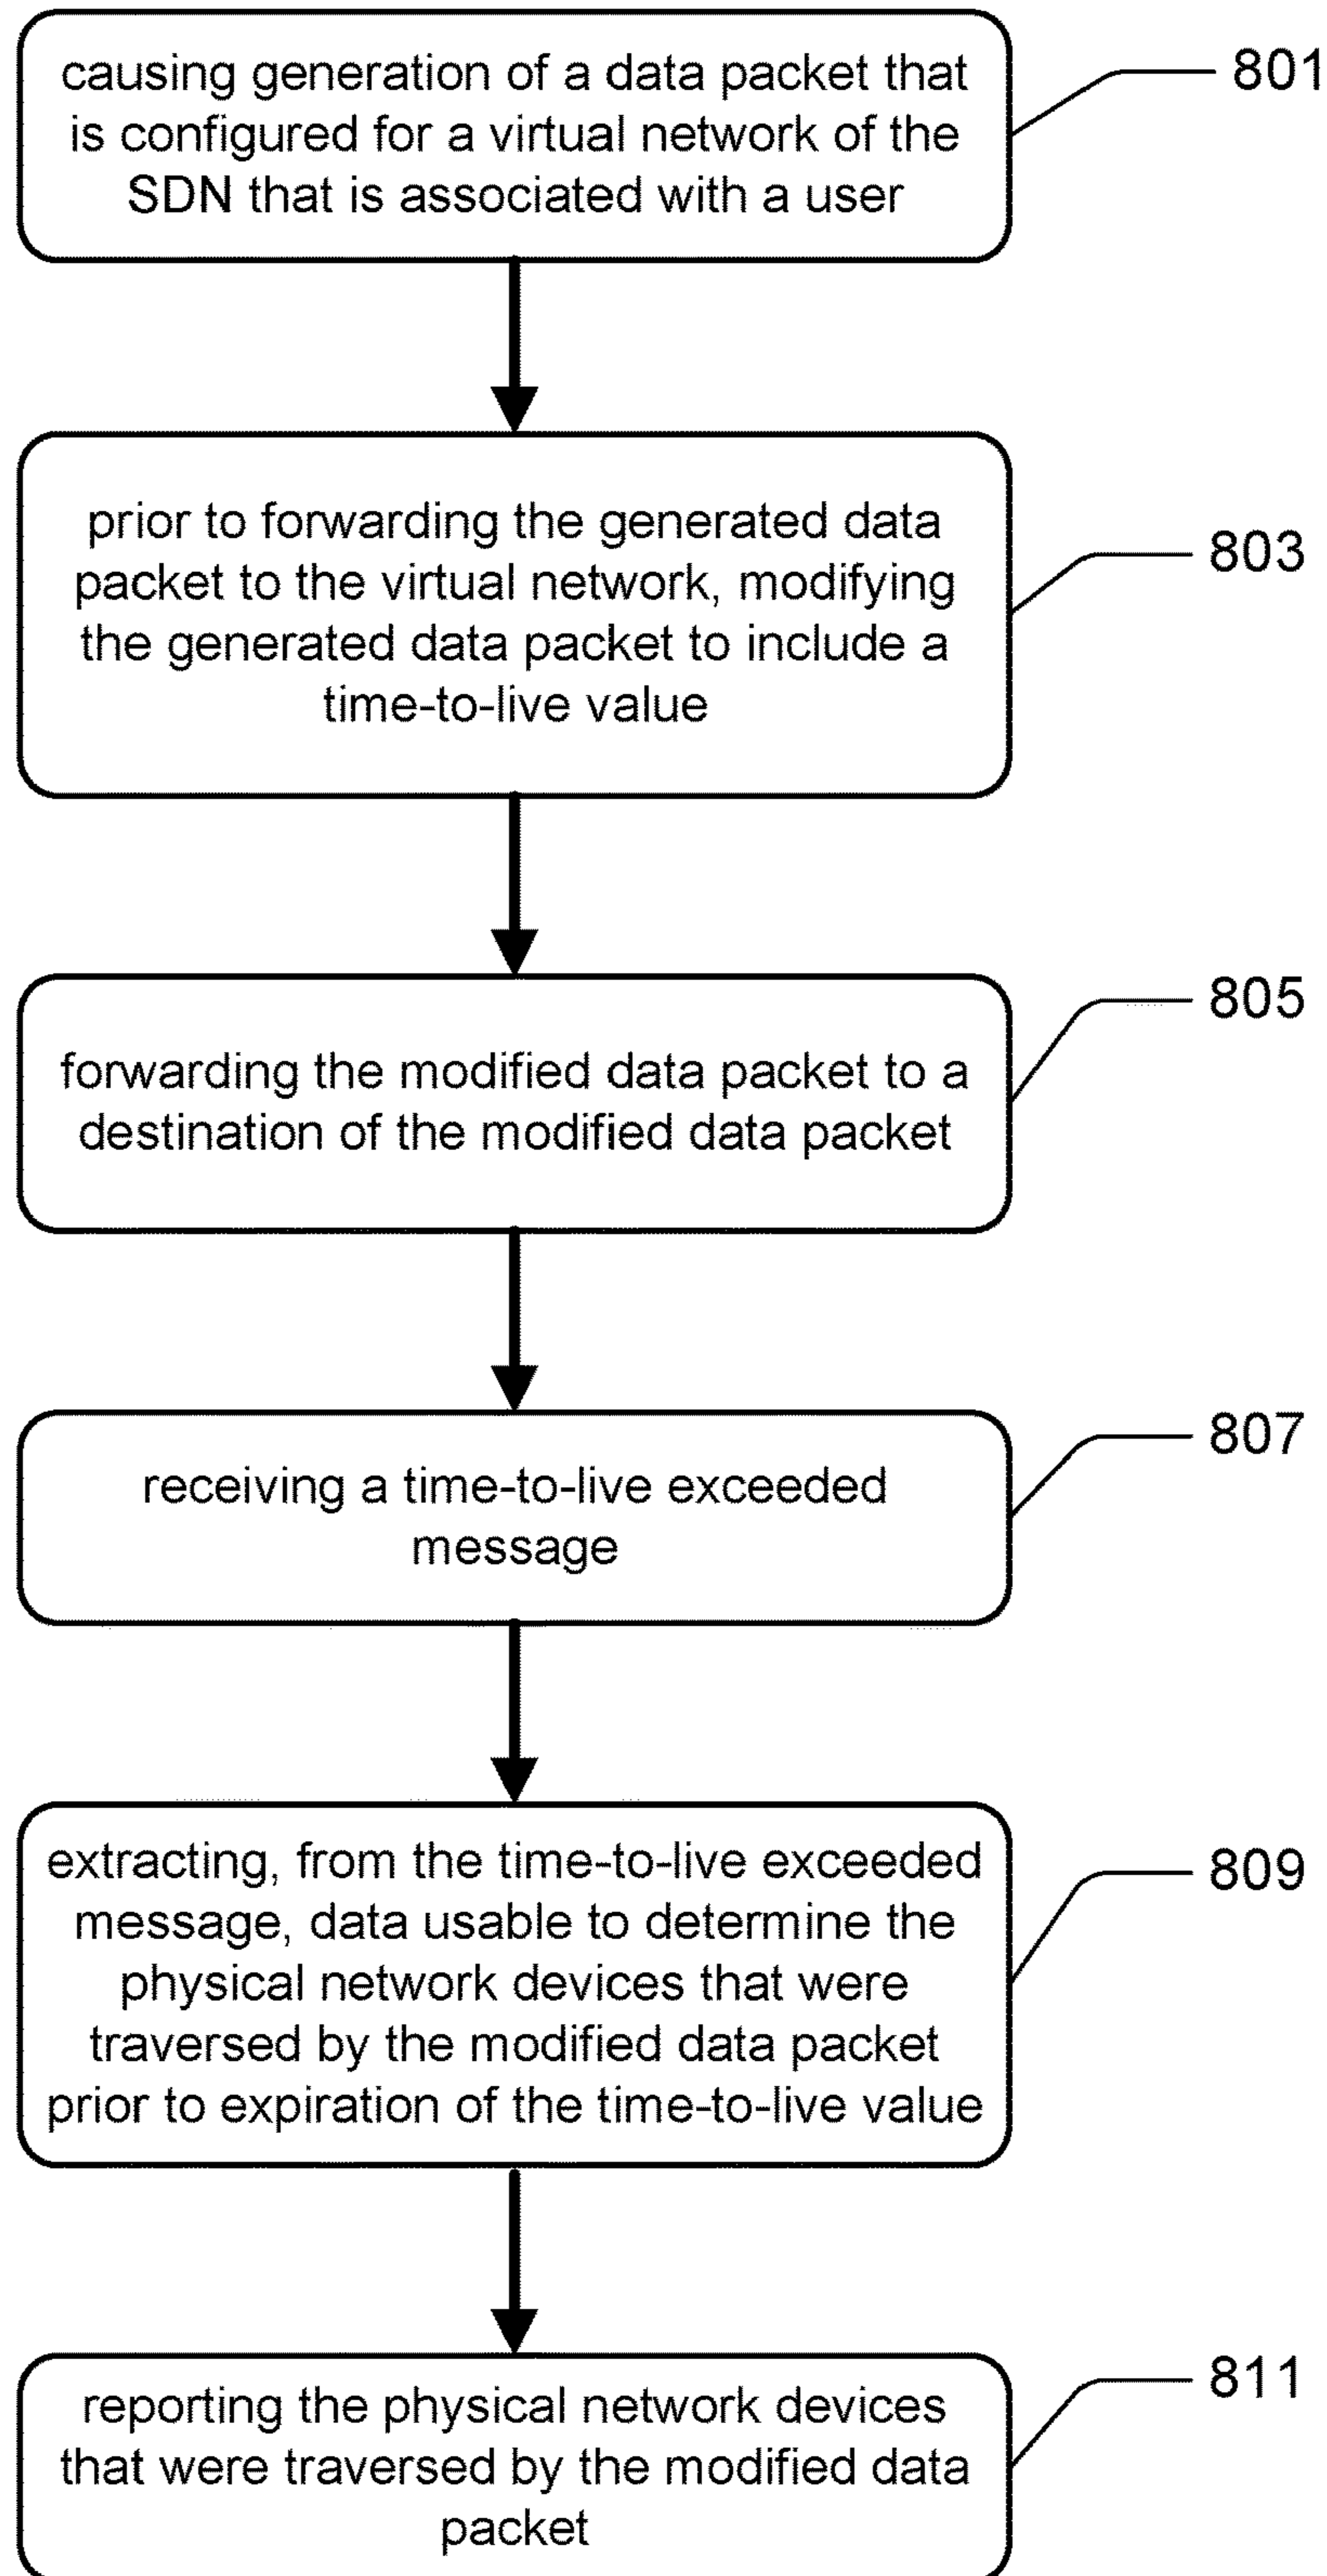 causing generation of a data packet that
is configured for a virtual network of the
SDN that is associated with a user
801
prior to forwarding the generated data
packet to the virtual network, modifying
the generated data packet to include a
time-to-live value
803
forwarding the modified data packet to a
destination of the modified data packet
805
receiving a time-to-live exceeded
message
807
extracting, from the time-to-live exceeded
message, data usable to determine the
physical network devices that were
traversed by the modified data packet
prior to expiration of the time-to-live value
809
reporting the physical network devices
that were traversed by the modified data
packet
811